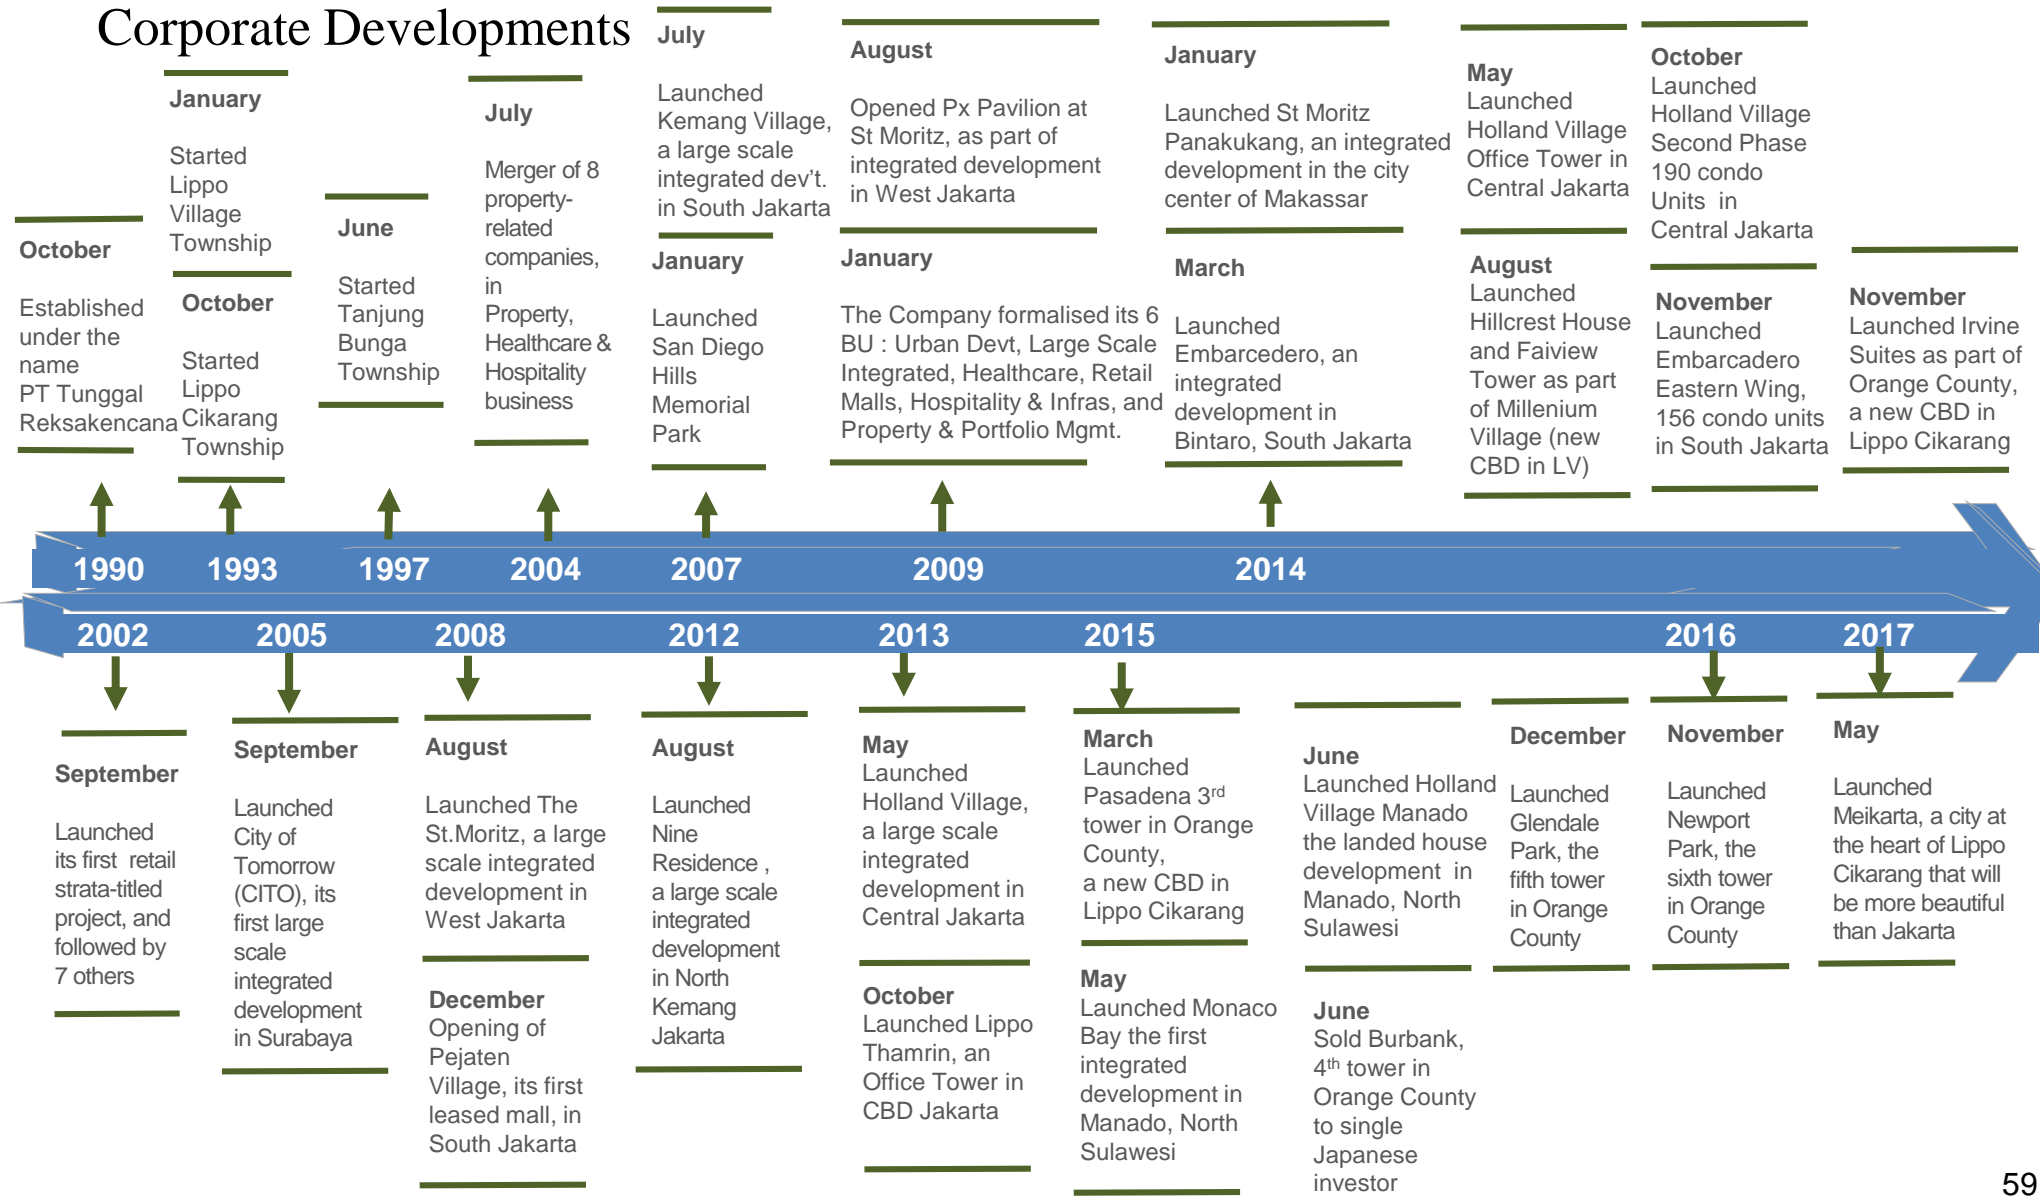 Corporate Developments
October
Established
under the
name
PT Tunggal
Reksakencana
January
Started
Lippo
Village
Township
October
Started
Lippo
Cikarang
Township
June
Started
Tanjung
Bunga
Township
July
Merger of 8
property-
related
companies,
in
Property,
Healthcare &
Hospitality
business
July
Launched
Kemang Village,
a large scale
integrated dev't.
in South Jakarta
January
Launched
San Diego
Hills
Memorial
Park
August
Opened Px Pavilion at
St Moritz, as part of
integrated development
in West Jakarta
January
The Company formalised its 6
BU : Urban Devt, Large Scale
Integrated, Healthcare, Retail
Malls, Hospitality & Infras, and
Property & Portfolio Mgmt.
January
Launched St Moritz
Panakukang, an integrated
development in the city
center of Makassar
March
Launched
Embarcedero, an
integrated
development in
Bintaro, South Jakarta
May
Launched
Holland Village
Office Tower in
Central Jakarta
August
Launched
Hillcrest House
and Faiview
Tower as part
of Millenium
Village (new
CBD in LV)
October
Launched
Holland Village
Second Phase
190 condo
Units in
Central Jakarta
November
Launched
Embarcadero
Eastern Wing,
156 condo units
in South Jakarta
November
Launched Irvine
Suites as part of
Orange County,
a new CBD in
Lippo Cikarang
1990 1993 1997 2004 2007 2009 2014
2002 2005 2008 2012 2013 2015 2016 2017
September
Launched
its first retail
strata-titled
project, and
followed by
7 others
September
Launched
City of
Tomorrow
(CITO), its
first large
scale
integrated
development
in Surabaya
August
Launched The
St.Moritz, a large
scale integrated
development in
West Jakarta
December
Opening of
Pejaten
Village, its first
leased mall, in
South Jakarta
August
Launched
Nine
Residence ,
a large scale
integrated
development
in North
Kemang
Jakarta
May
Launched
Holland Village,
a large scale
integrated
development in
Central Jakarta
October
Launched Lippo
Thamrin, an
Office Tower in
CBD Jakarta
March
Launched
Pasadena 3rd
tower in Orange
County,
a new CBD in
Lippo Cikarang
May
Launched Monaco
Bay the first
integrated
development in
Manado, North
Sulawesi
June
Launched Holland
Village Manado
the landed house
development in
Manado, North
Sulawesi
June
Sold Burbank,
4th tower in
Orange County
to single
Japanese
investor
December
Launched
Glendale
Park, the
fifth tower
in Orange
County
November
Launched
Newport
Park, the
sixth tower
in Orange
County
May
Launched
Meikarta, a city at
the heart of Lippo
Cikarang that will
be more beautiful
than Jakarta
59